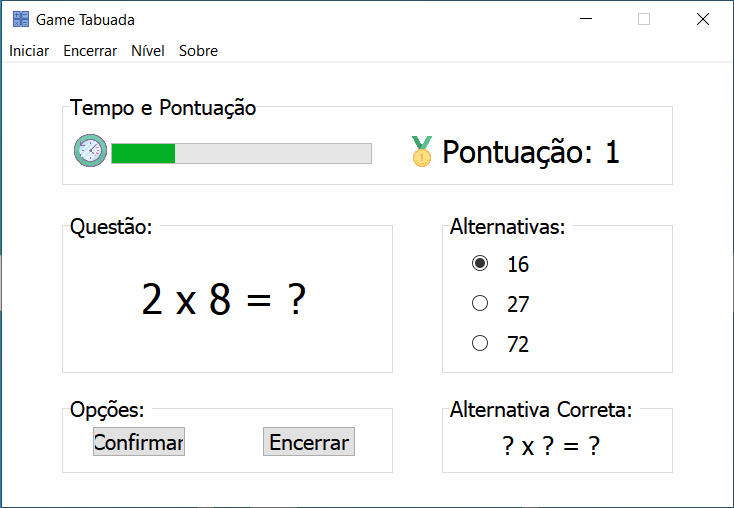 Game Tabuada
Iniciar Encerrar Nível Sobre
Tempo e Pontuação
1 Pontuação: 1
Questão:
2 x 8 = ?
Alternativas:
16
27
72
Opções:
Confirmar Encerrar
Alternativa Correta:
? x ? = ?